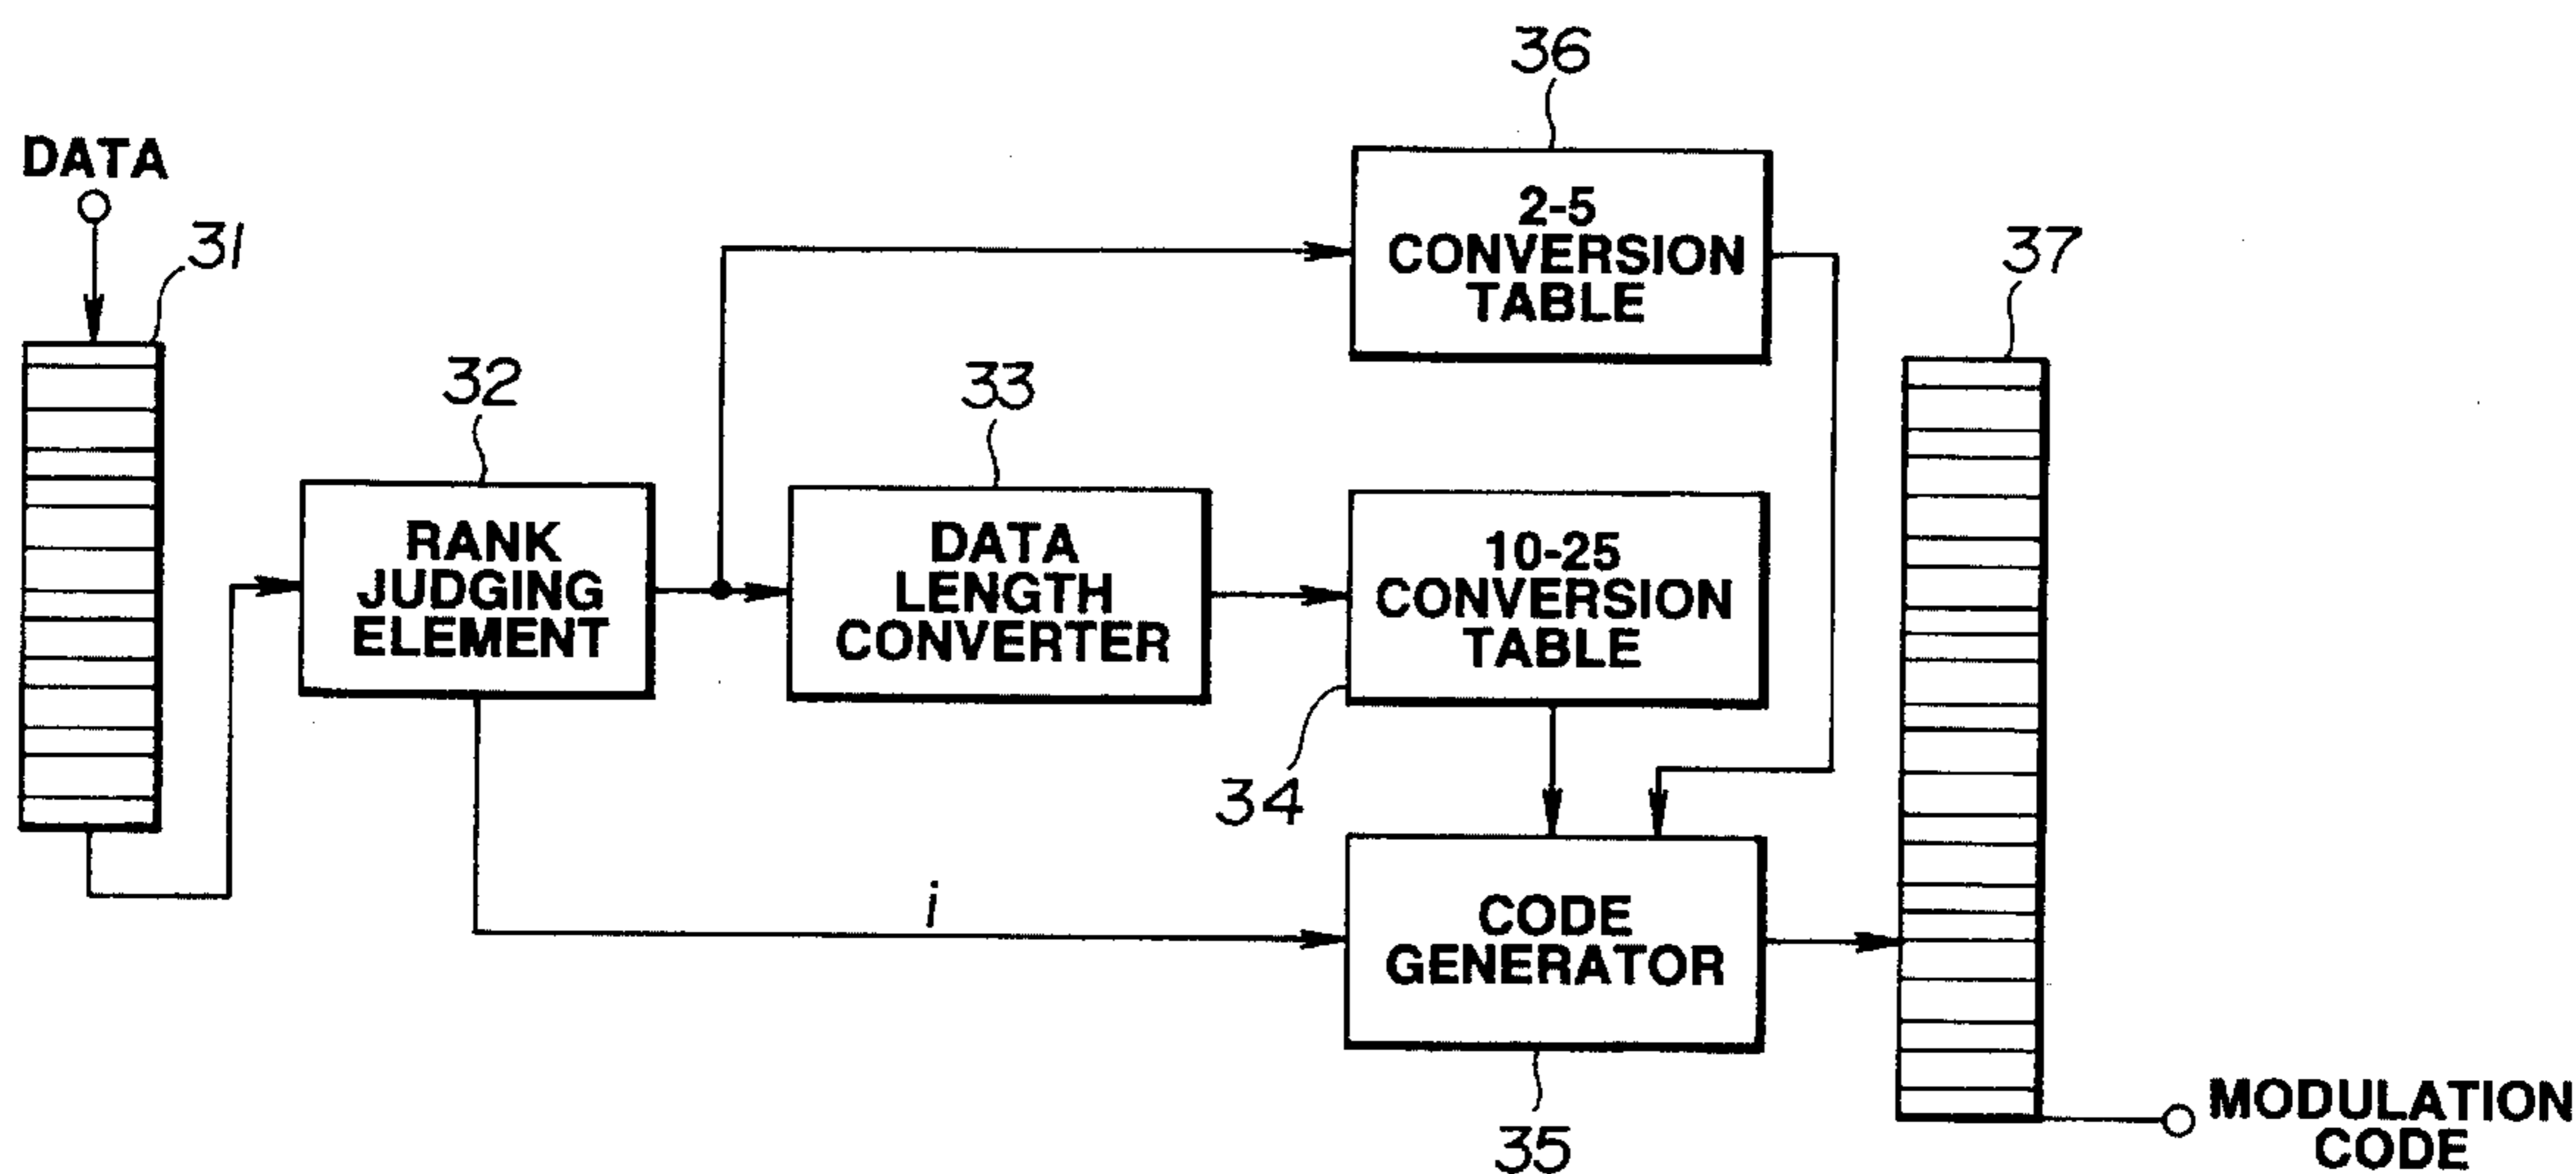 36
DATA
31
2-5
CONVERSION
TABLE
37
32
33
RANK
JUDGING
ELEMENT
DATA
LENGTH
CONVERTER
10-25
CONVERSION
TABLE
34
i
CODE
GENERATOR
35
MODULATION
CODE